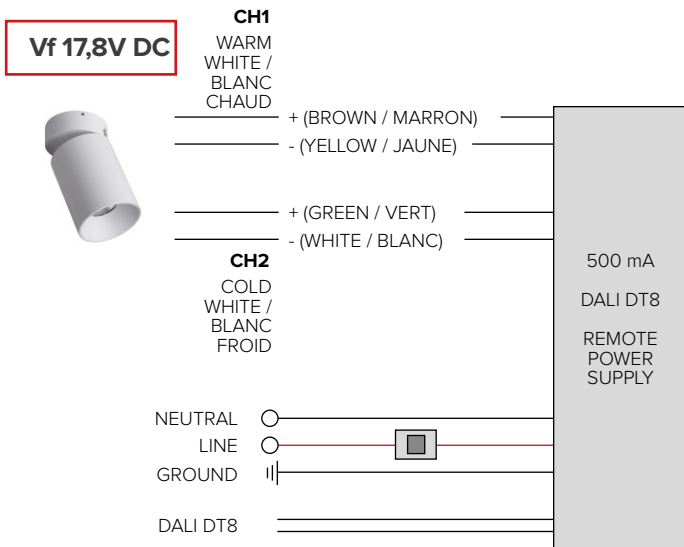 CH1
Vf 17,8V DC
WARM
WHITE /
BLANC
CHAUD
+ (BROWN / MARRON)
- (YELLOW / JAUNE)
+ (GREEN / VERT)
- (WHITE / BLANC)
CH2
COLD
WHITE /
BLANC
FROID
500 mA
DALI DT8
REMOTE
POWER
SUPPLY
NEUTRAL
LINE
GROUND
DALI DT8